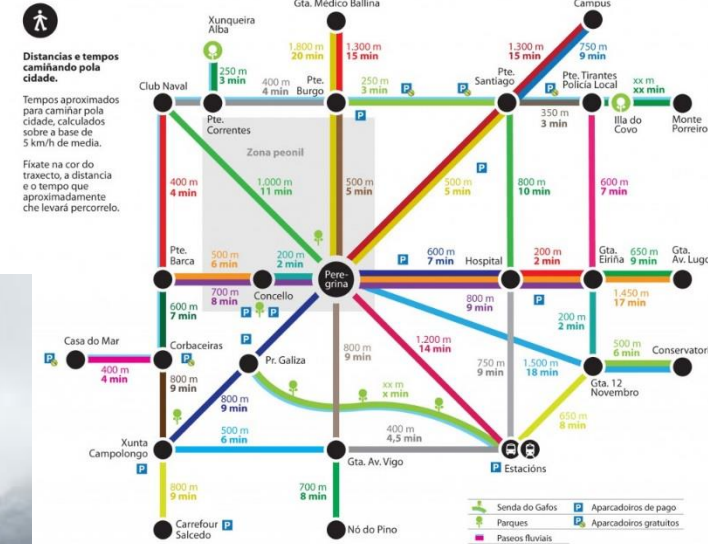 Distancias e tempos
camiñando pola
cidade.
Tempos aproximados
para camiñar pola
cidade, calculados
sobre a base de
5 km/h de media.
Fíxate na cor do
traxecto, a distancia
e o tempo que
aproximadamente
che levará percorrelo.
Xunqueira
Alba
Gta. Médico Ballina
Campus
250 m
3 min
1.800 m
20 min
1.300 m
15 min
1.300 m
15 min
750 m
9 min
Club Naval
400 m
4 min
Pte.
Burgo
250 m
3 min
P
P
Pte.
Santiago
P
Pte. Tirantes
Policía Local
xx m
xx min
Pte.
Correntes
P
350 m
3 min
Illa do
Covo
Monte
Porreiro
Zona peonil
400 m
4 min
1.000 m
11 min
500 m
5 min
500 m
5 min
P
800 m
10 min
600 m
7 min
Pte.
Barca
500 m
6 min
200 m
2 min
Pere-
grina
P
600 m
7 min
Hospital
200 m
2 min
Gta.
Eiriña
650 m
9 min
Gta.
Av. Lugo
700 m
8 min
Concello
P
P
800 m
9 min
P
1.450 m
17 min
600 m
7 min
200 m
2 min
Casa do Mar
P
400 m
4 min
Corbaceiras
P
P
Pr. Galiza
800 m
9 min
1.200 m
14 min
750 m
9 min
1.500 m
18 min
500 m
6 min
Conservatori
Gta. 12
Novembro
800 m
9 min
800 m
9 min
xx m
x min
650 m
8 min
Xunta
Campolongo
P
500 m
6 min
400 m
4,5 min
Gta. Av. Vigo
P
Estacións
800 m
9 min
700 m
8 min
Carrefour
Salcedo
P
Nó do Pino
Senda do Gafos
P Aparcadoiros de pago
Parques
P Aparcadoiros gratuítos
Paseos fluviais